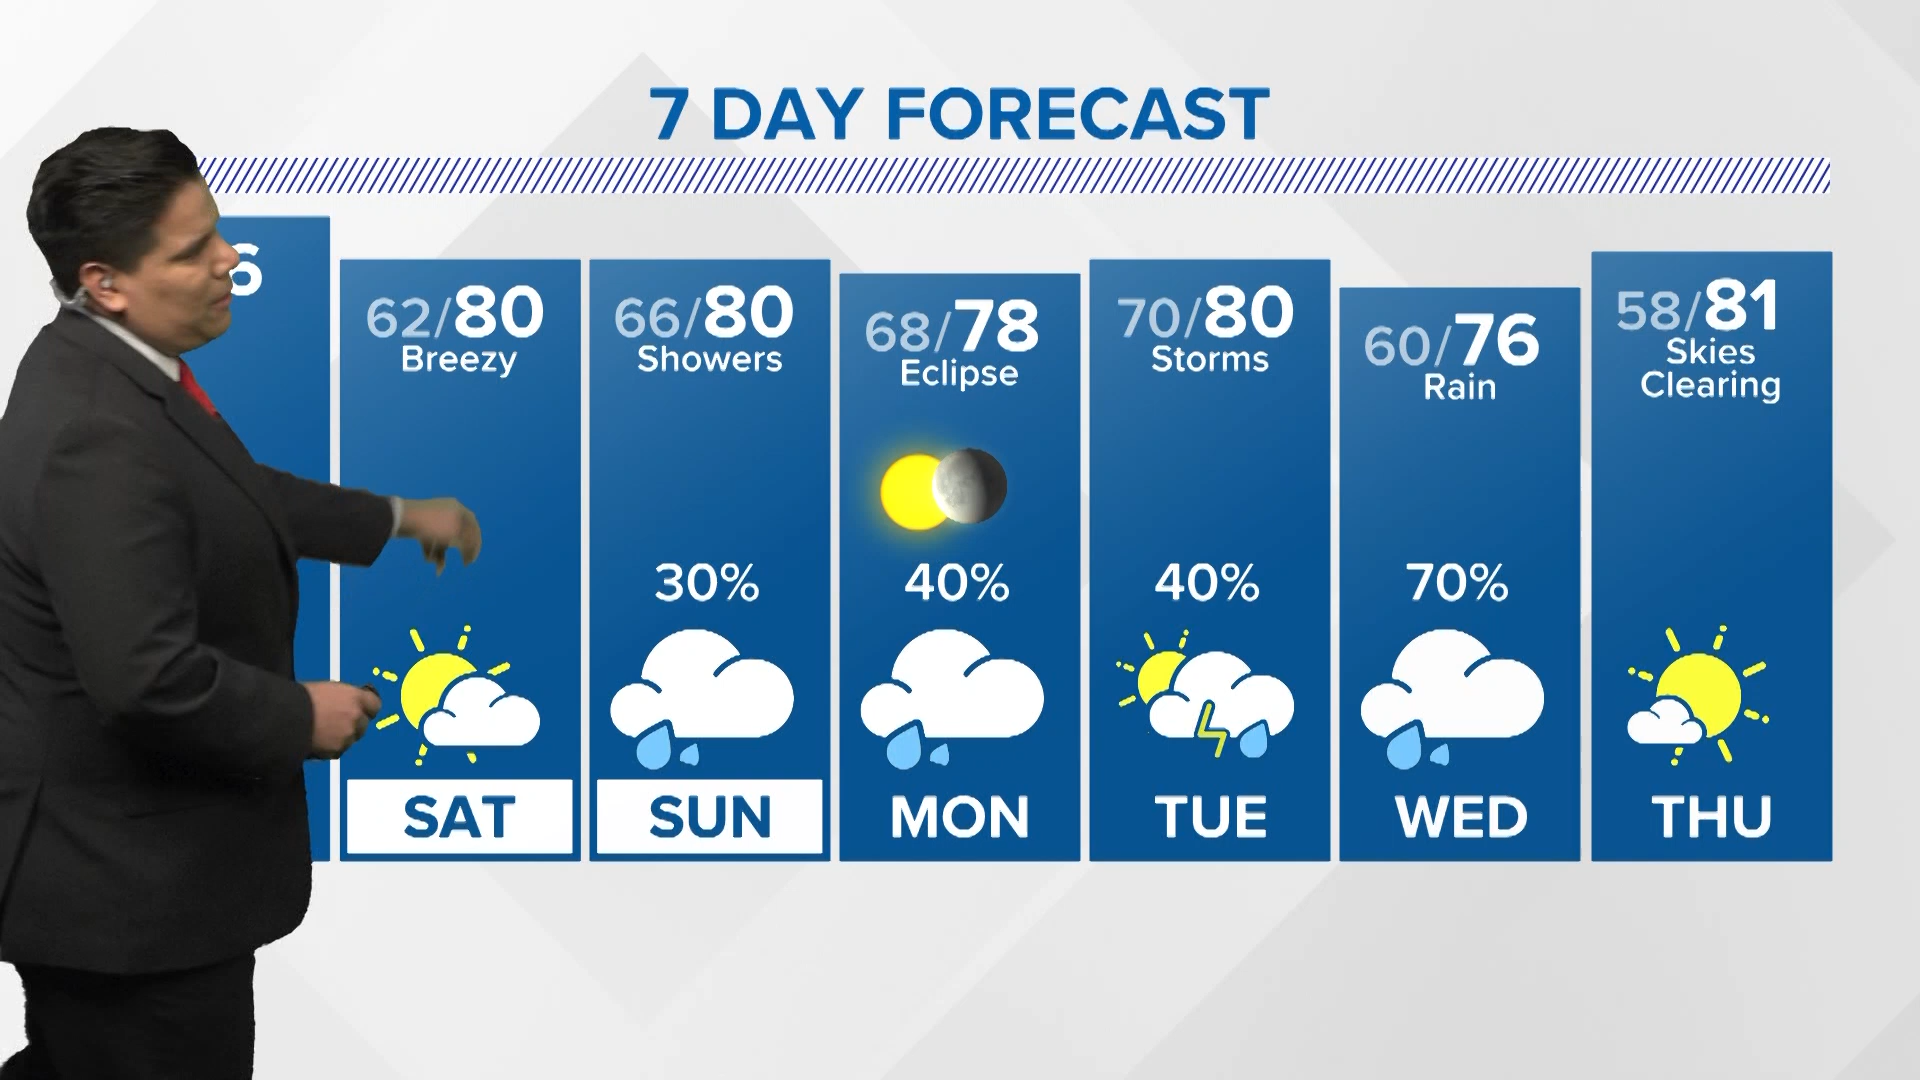 7 DAY FORECAST
6
62/80
Breezy
SAT
66/80
Showers
30%
SUN
68/78
Eclipse
40%
MON
70/80
Storms
40%
TUE
60/76
Rain
70%
WED
58/81
Skies
Clearing
THU